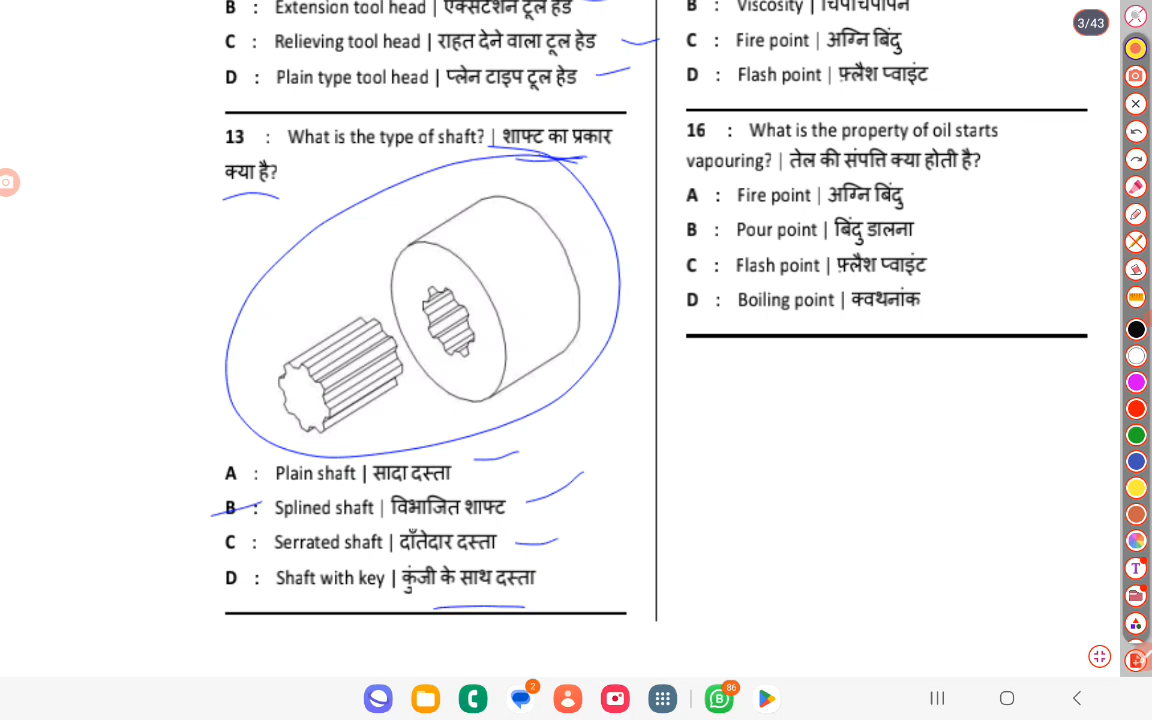 B : Extension tool head | एक्सटेंशन टूल हेड
C : Relieving tool head | राहत देने वाला टूल हेड
D : Plain type tool head | प्लेन टाइप टूल हेड
13 : What is the type of shaft? | शाफ्ट का प्रकार
क्या है?
A : Plain shaft | सादा दस्ता
B : Splined shaft | विभाजित शाफ्ट
C : Serrated shaft | दाँतेदार दस्ता
D : Shaft with key | कुंजी के साथ दस्ता
B : Viscosity | चिपचिपापन
C : Fire point | अग्नि बिंदु
D : Flash point | फ़्लैश प्वाइंट
16 : What is the property of oil starts
vapouring? | तेल की संपत्ति क्या होती है?
A : Fire point | अग्नि बिंदु
B : Pour point | बिंदु डालना
C : Flash point | फ़्लैश प्वाइंट
D : Boiling point | क्वथनांक
3/43
T
2
B
86